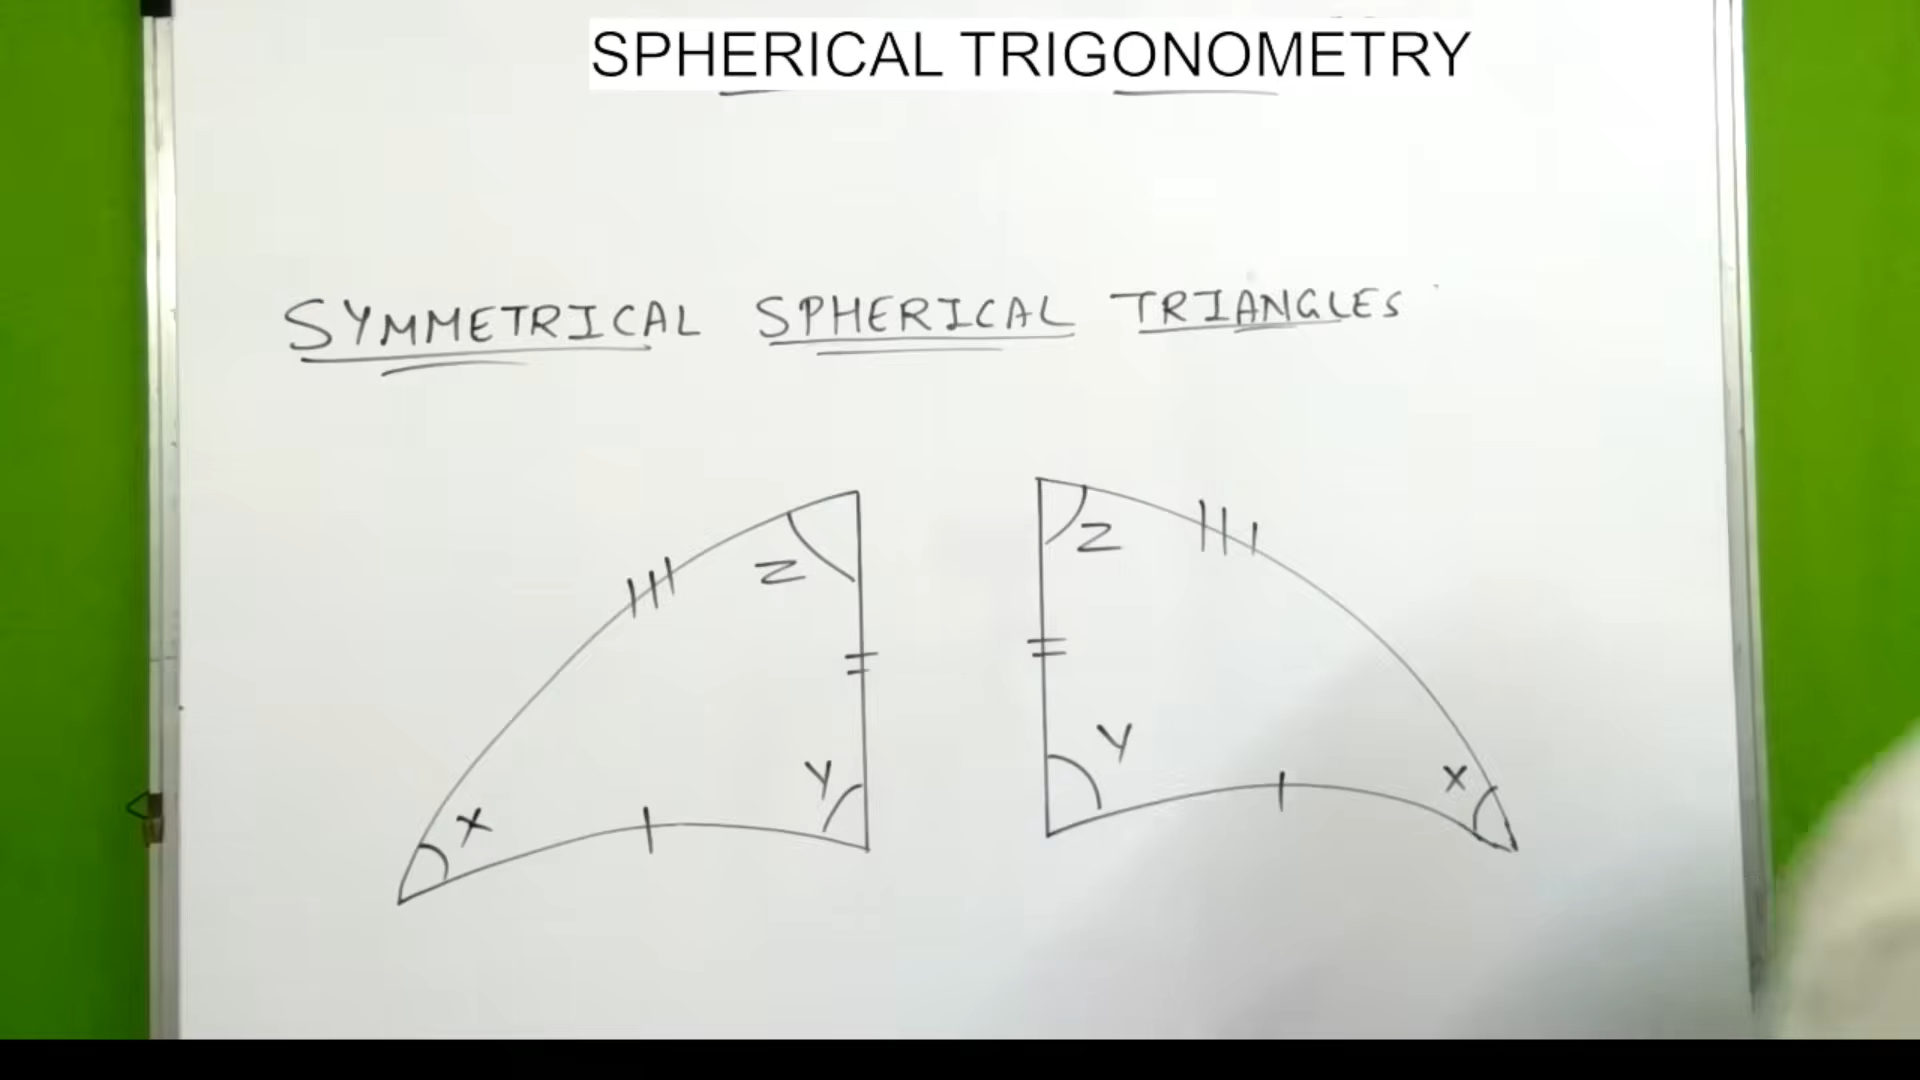 SPHERICAL TRIGONOMETRY
SYMMETRICAL SPHERICAL TRIANGLES
Z Z
Y Y
X X